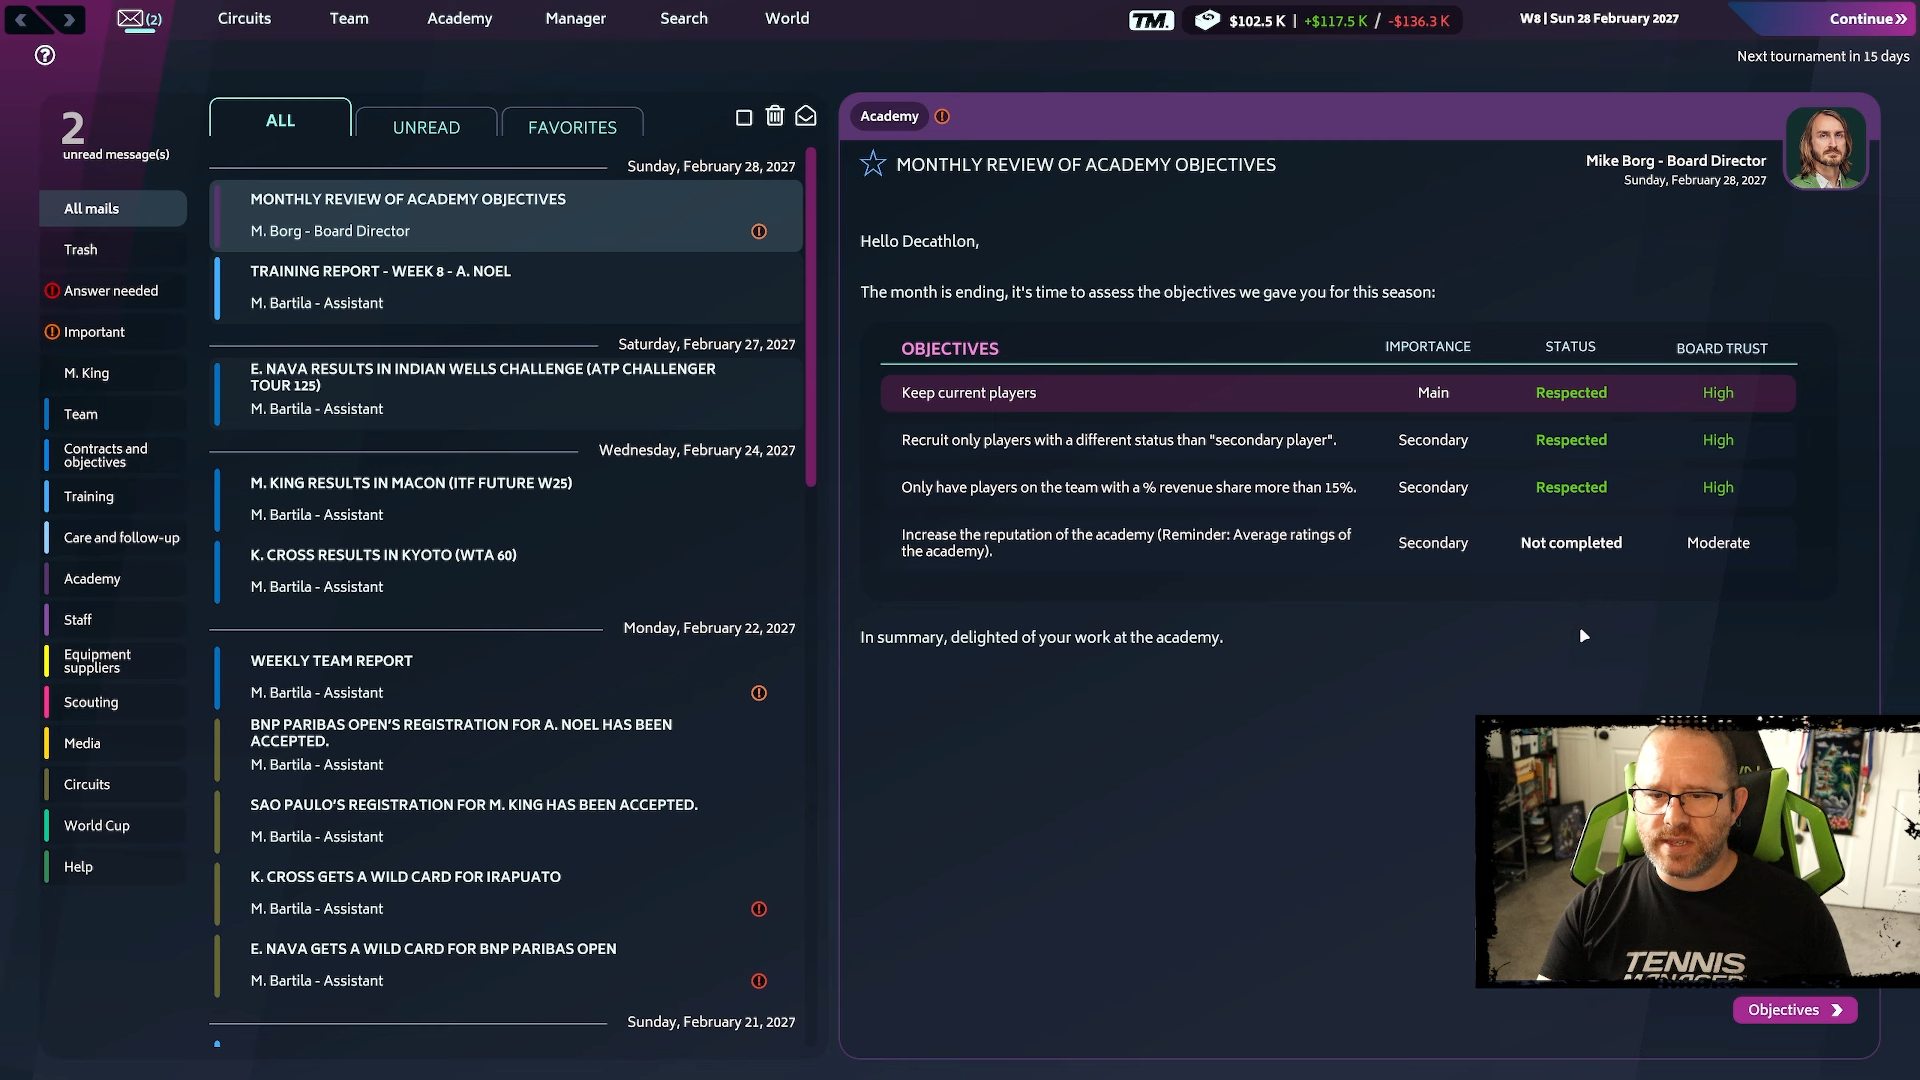 (2)
Circuits
Team
Academy
Manager
Search
World
TM.
$102.5 K | +$117.5 K / -$136.3 K
W8 | Sun 28 February 2027
Continue
Next tournament in 15 days
2
unread message(s)
All mails
Trash
Answer needed
Important
M. King
Team
Contracts and
objectives
Training
Care and follow-up
Academy
Staff
Equipment
suppliers
Scouting
Media
Circuits
World Cup
Help
ALL
UNREAD
FAVORITES
Sunday, February 28, 2027
MONTHLY REVIEW OF ACADEMY OBJECTIVES
M. Borg - Board Director
TRAINING REPORT - WEEK 8 - A. NOEL
M. Bartila - Assistant
Saturday, February 27, 2027
E. NAVA RESULTS IN INDIAN WELLS CHALLENGE (ATP CHALLENGER
TOUR 125)
M. Bartila - Assistant
Wednesday, February 24, 2027
M. KING RESULTS IN MACON (ITF FUTURE W25)
M. Bartila - Assistant
K. CROSS RESULTS IN KYOTO (WTA 60)
M. Bartila - Assistant
Monday, February 22, 2027
WEEKLY TEAM REPORT
M. Bartila - Assistant
BNP PARIBAS OPEN'S REGISTRATION FOR A. NOEL HAS BEEN
ACCEPTED.
M. Bartila - Assistant
SAO PAULO'S REGISTRATION FOR M. KING HAS BEEN ACCEPTED.
M. Bartila - Assistant
K. CROSS GETS A WILD CARD FOR IRAPUATO
M. Bartila - Assistant
E. NAVA GETS A WILD CARD FOR BNP PARIBAS OPEN
M. Bartila - Assistant
Sunday, February 21, 2027
Academy
MONTHLY REVIEW OF ACADEMY OBJECTIVES
Mike Borg - Board Director
Sunday, February 28, 2027
Hello Decathlon,
The month is ending, it's time to assess the objectives we gave you for this season:
OBJECTIVES IMPORTANCE STATUS BOARD TRUST
Keep current players Main Respected High
Recruit only players with a different status than "secondary player". Secondary Respected High
Only have players on the team with a % revenue share more than 15%. Secondary Respected High
Increase the reputation of the academy (Reminder: Average ratings of
the academy). Secondary Not completed Moderate
In summary, delighted of your work at the academy.
TENNIS
MANAGER
Objectives